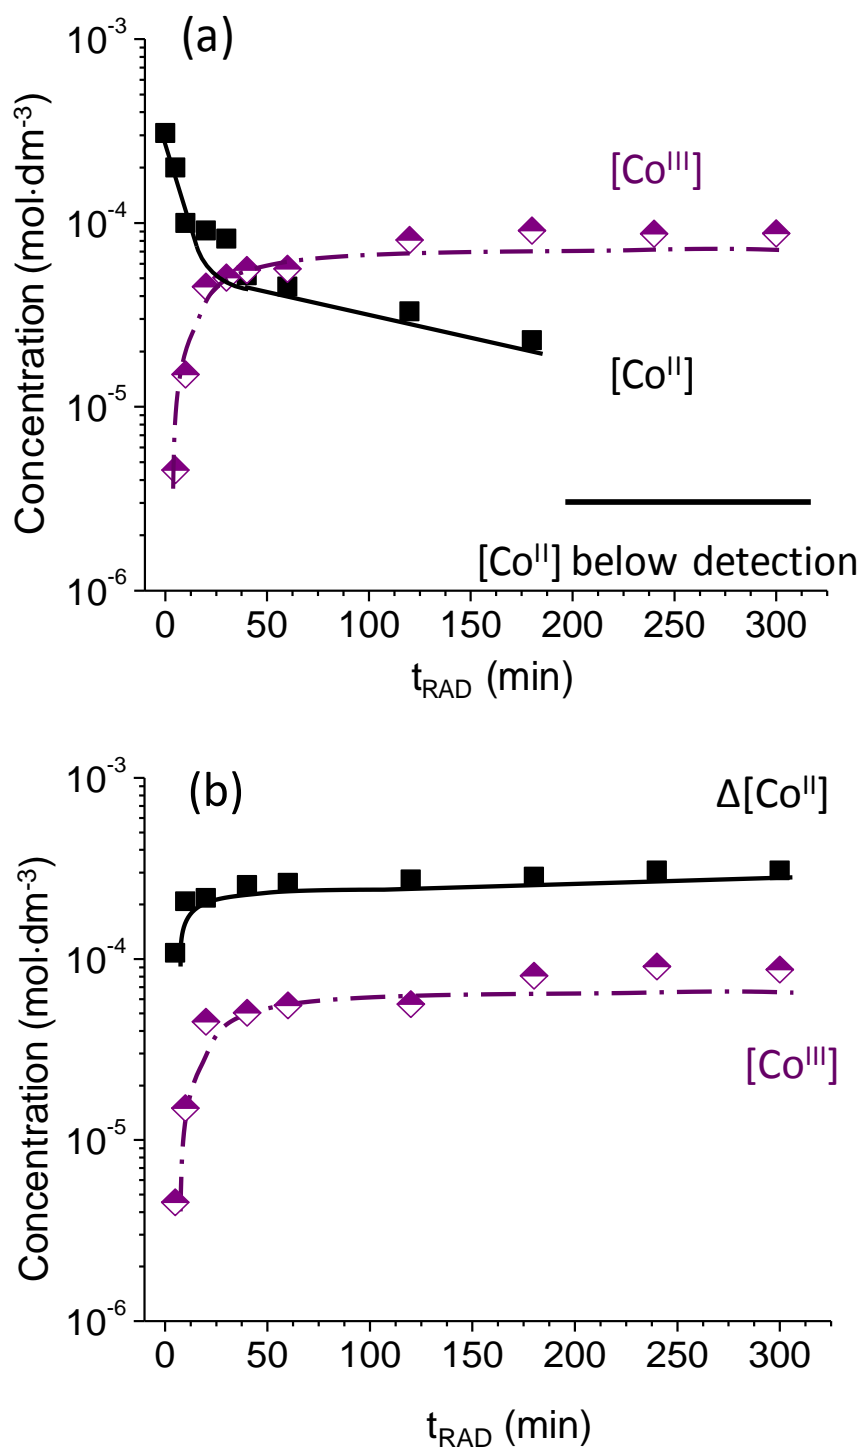 (a)
10⁻³
10⁻⁴
10⁻⁵
10⁻⁶
Concentration (mol·dm⁻³)
[Coᴵᴵᴵ]
[Coᴵᴵ]
[Coᴵᴵ] below detection
0 50 100 150 200 250 300
t_RAD (min)
(b)
Δ[Coᴵᴵ]
10⁻³
10⁻⁴
10⁻⁵
10⁻⁶
Concentration (mol·dm⁻³)
[Coᴵᴵᴵ]
0 50 100 150 200 250 300
t_RAD (min)